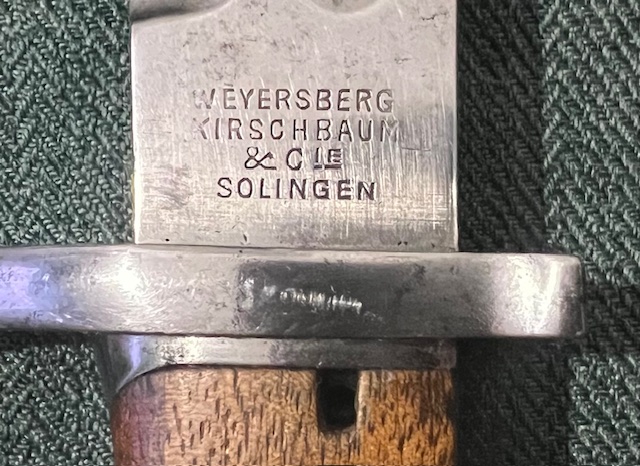 WEYERSBERG
KIRSCHBAUM
& CIE
SOLINGEN